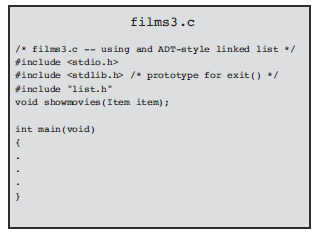 films3.c
/* films3.c -- using and ADT-style linked list */
#include <stdio.h>
#include <stdlib.h> /* prototype for exit() */
#include "list.h"
void showmovies(Item item);
int main(void)
{
.
.
.
}